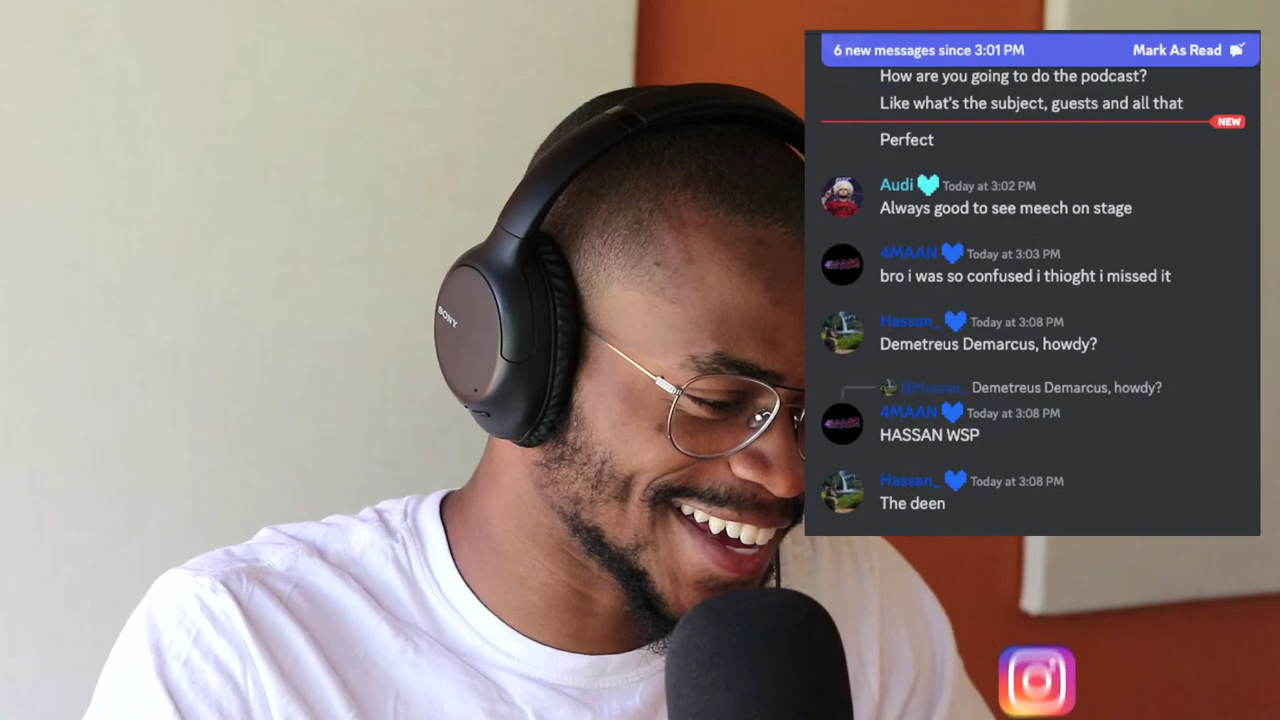 6 new messages since 3:01 PM Mark As Read
How are you going to do the podcast?
Like what's the subject, guests and all that
NEW
Perfect
Audi Today at 3:02 PM
Always good to see meech on stage
4MAAN Today at 3:03 PM
bro i was so confused i thioght i missed it
Hassan_ Today at 3:08 PM
Demetreus Demarcus, howdy?
@Hassan_ Demetreus Demarcus, howdy?
4MAAN Today at 3:08 PM
HASSAN WSP
Hassan_ Today at 3:08 PM
The deen
SONY